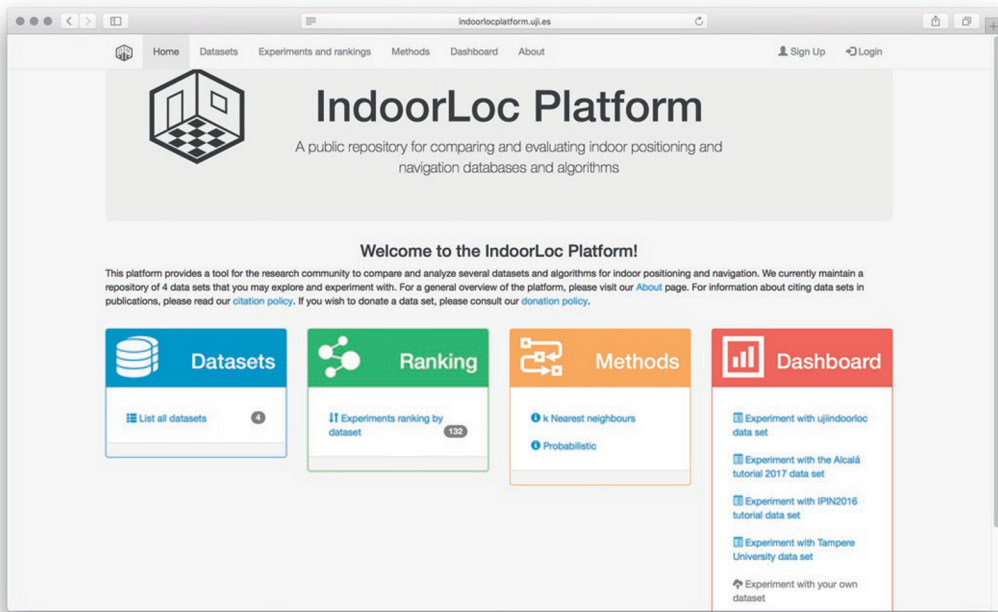 indoorlocplatform.uji.es
Home Datasets Experiments and rankings Methods Dashboard About Sign Up Login
IndoorLoc Platform
A public repository for comparing and evaluating indoor positioning and
navigation databases and algorithms
Welcome to the IndoorLoc Platform!
This platform provides a tool for the research community to compare and analyze several datasets and algorithms for indoor positioning and navigation. We currently maintain a
repository of 4 data sets that you may explore and experiment with. For a general overview of the platform, please visit our About page. For information about citing data sets in
publications, please read our citation policy. If you wish to donate a data set, please consult our donation policy.
Datasets
List all datasets 4
Ranking
Experiments ranking by
dataset 132
Methods
k Nearest neighbours
Probabilistic
Dashboard
Experiment with ujiindoorloc
data set
Experiment with the Alcalá
tutorial 2017 data set
Experiment with IPIN2016
tutorial data set
Experiment with Tampere
University data set
Experiment with your own
dataset